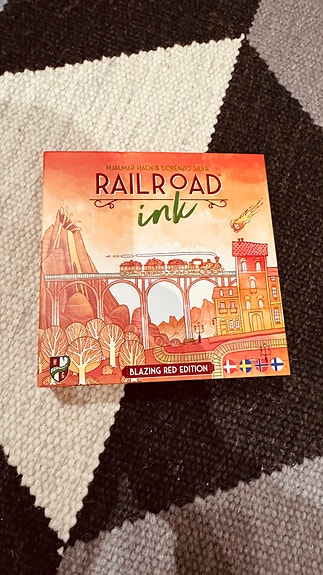 HJALMAR HACH & LORENZO SILVA
RAILROAD
ink
BLAZING RED EDITION